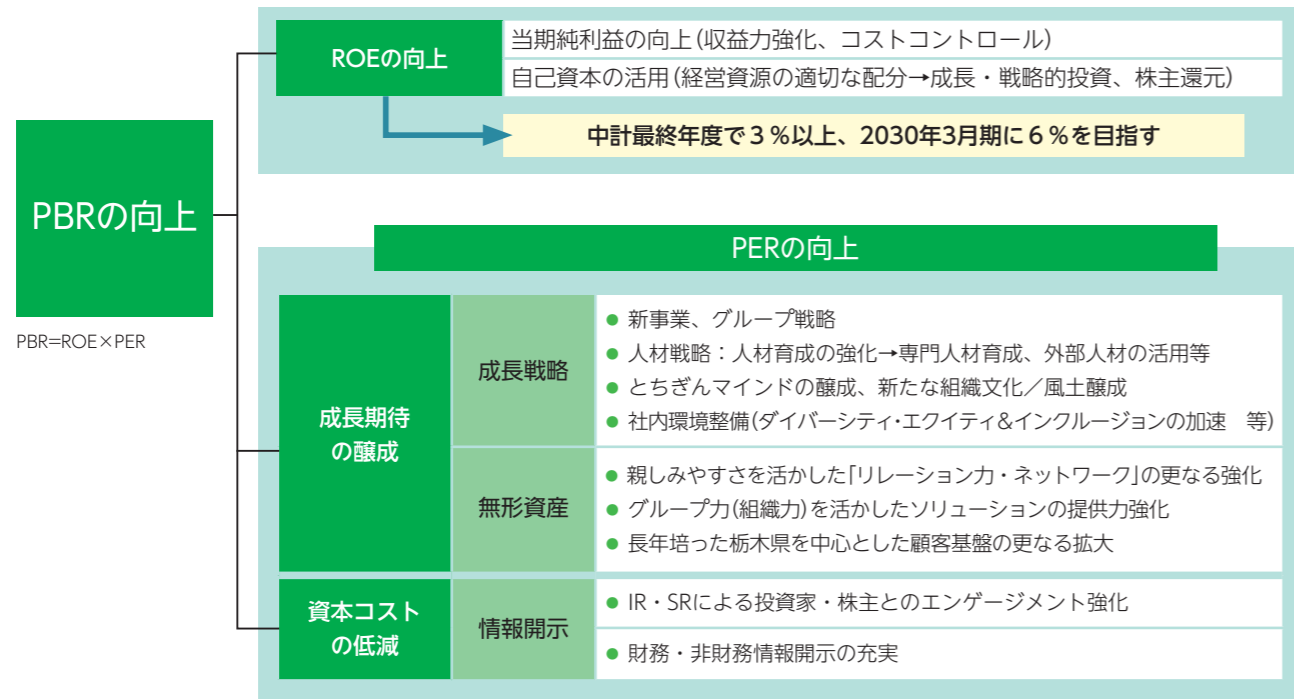 PBRの向上
PBR=ROE×PER
ROEの向上
当期純利益の向上(収益力強化、コストコントロール)
自己資本の活用(経営資源の適切な配分→成長・戦略的投資、株主還元)
中計最終年度で3%以上、2030年3月期に6%を目指す
PERの向上
成長期待
の醸成
成長戦略
● 新事業、グループ戦略
● 人材戦略：人材育成の強化→専門人材育成、外部人材の活用等
● とちぎんマインドの醸成、新たな組織文化／風土醸成
● 社内環境整備(ダイバーシティ・エクイティ&インクルージョンの加速　等)
無形資産
● 親しみやすさを活かした「リレーション力・ネットワーク」の更なる強化
● グループ力(組織力)を活かしたソリューションの提供力強化
● 長年培った栃木県を中心とした顧客基盤の更なる拡大
資本コスト
の低減
情報開示
● IR・SRによる投資家・株主とのエンゲージメント強化
● 財務・非財務情報開示の充実